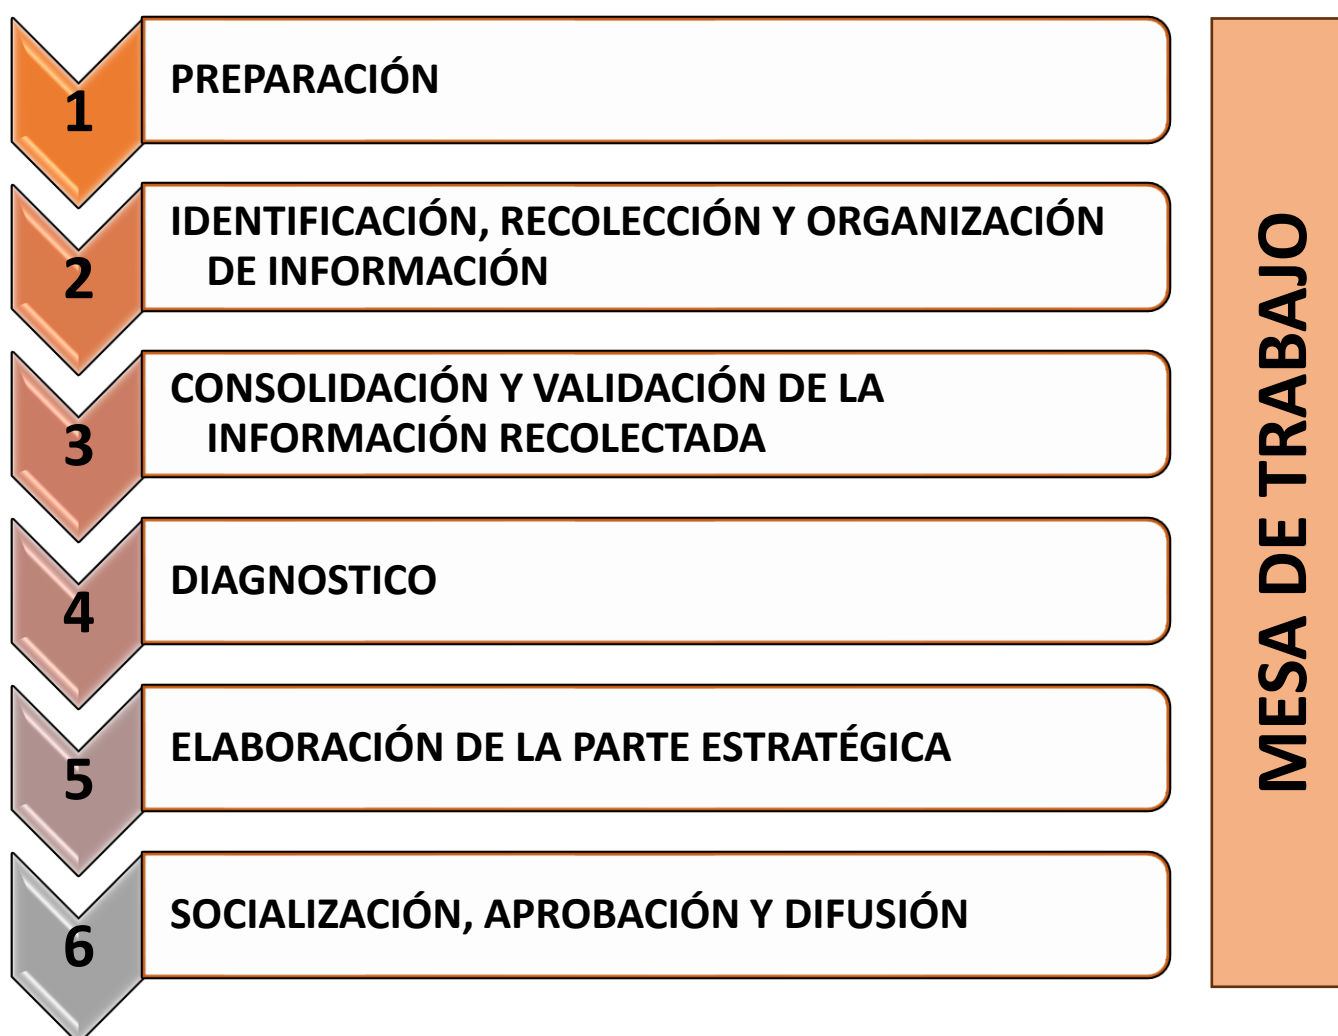 1
PREPARACIÓN
2
IDENTIFICACIÓN, RECOLECCIÓN Y ORGANIZACIÓN
DE INFORMACIÓN
3
CONSOLIDACIÓN Y VALIDACIÓN DE LA
INFORMACIÓN RECOLECTADA
4
DIAGNOSTICO
5
ELABORACIÓN DE LA PARTE ESTRATÉGICA
6
SOCIALIZACIÓN, APROBACIÓN Y DIFUSIÓN
MESA DE TRABAJO